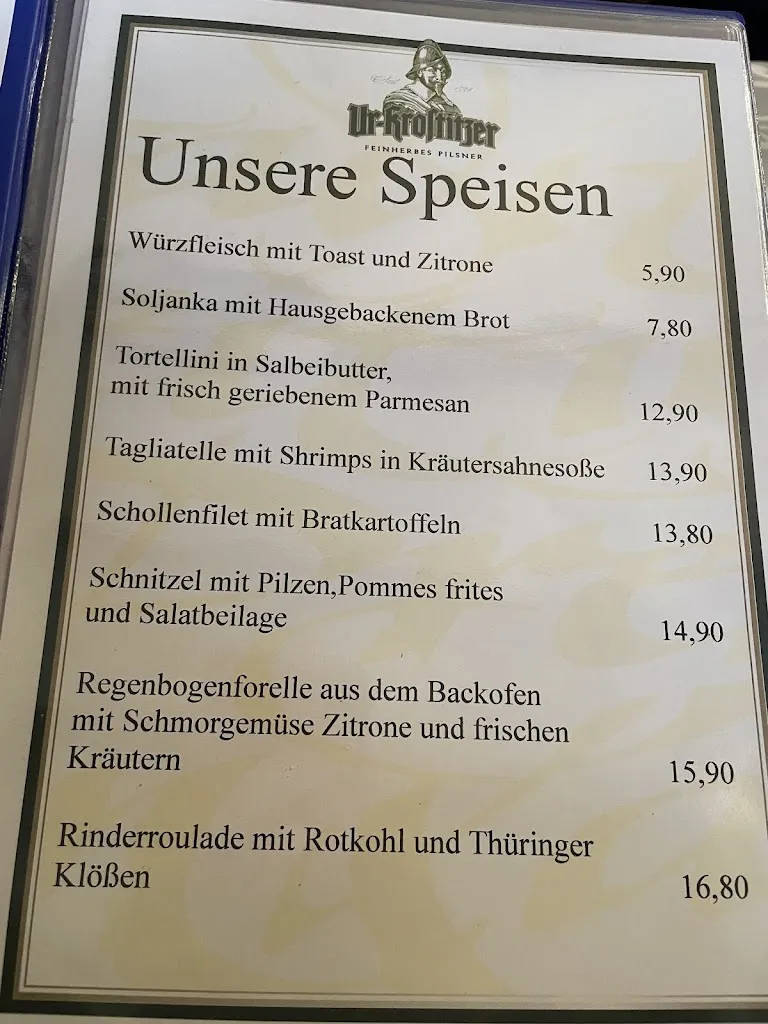 Ur-Krostitzer
FEINHERBES PILSNER
Unsere Speisen
Würzfleisch mit Toast und Zitrone 5,90
Soljanka mit Hausgebackenem Brot 7,80
Tortellini in Salbeibutter,
mit frisch geriebenem Parmesan 12,90
Tagliatelle mit Shrimps in Kräutersahnesoße 13,90
Schollenfilet mit Bratkartoffeln 13,80
Schnitzel mit Pilzen,Pommes frites
und Salatbeilage 14,90
Regenbogenforelle aus dem Backofen
mit Schmorgemüse Zitrone und frischen
Kräutern 15,90
Rinderroulade mit Rotkohl und Thüringer
Klößen 16,80